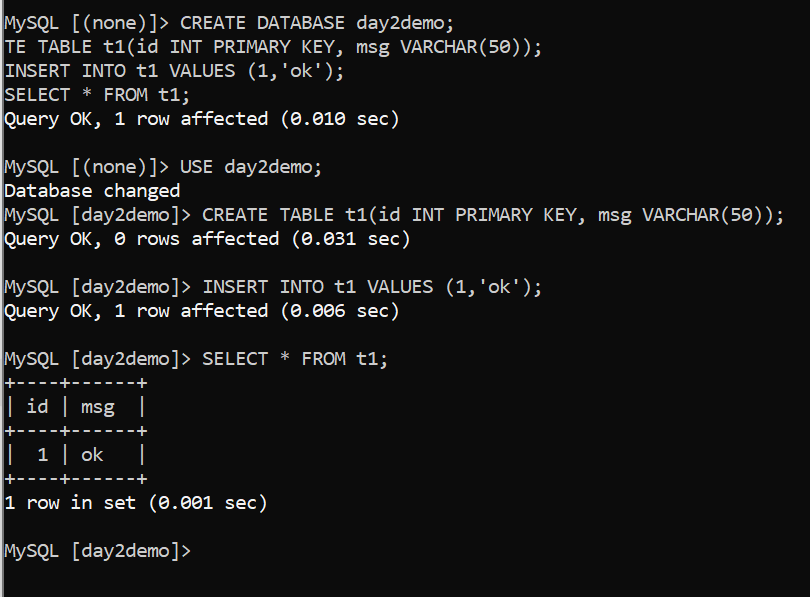 MySQL [(none)]> CREATE DATABASE day2demo;
TE TABLE t1(id INT PRIMARY KEY, msg VARCHAR(50));
INSERT INTO t1 VALUES (1,'ok');
SELECT * FROM t1;
Query OK, 1 row affected (0.010 sec)

MySQL [(none)]> USE day2demo;
Database changed
MySQL [day2demo]> CREATE TABLE t1(id INT PRIMARY KEY, msg VARCHAR(50));
Query OK, 0 rows affected (0.031 sec)

MySQL [day2demo]> INSERT INTO t1 VALUES (1,'ok');
Query OK, 1 row affected (0.006 sec)

MySQL [day2demo]> SELECT * FROM t1;
+----+------+
| id | msg  |
+----+------+
|  1 | ok   |
+----+------+
1 row in set (0.001 sec)

MySQL [day2demo]>